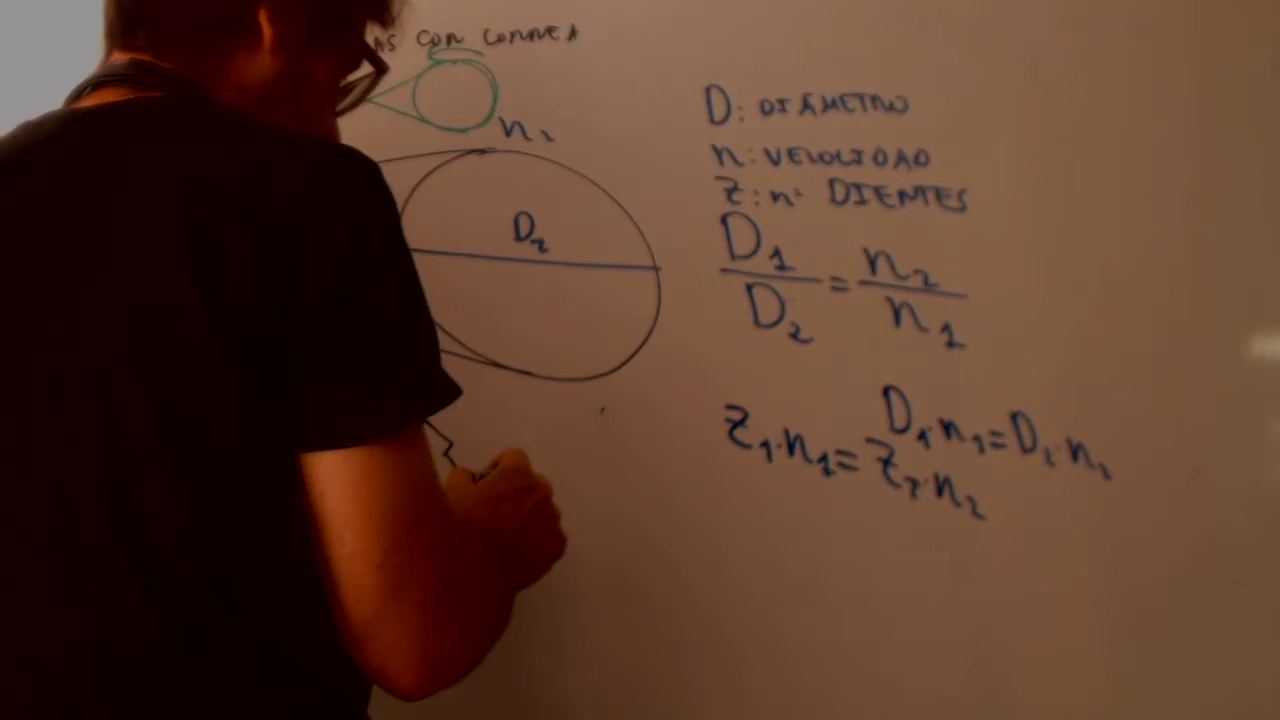 AS CON CORREA
n₂
D₂
D: DIÁMETRO
n: VELOCIDAD
Z: nº DIENTES
D₁/D₂ = n₂/n₁
D₁·n₁=D₂·n₂
Z₁·n₁=Z₂·n₂